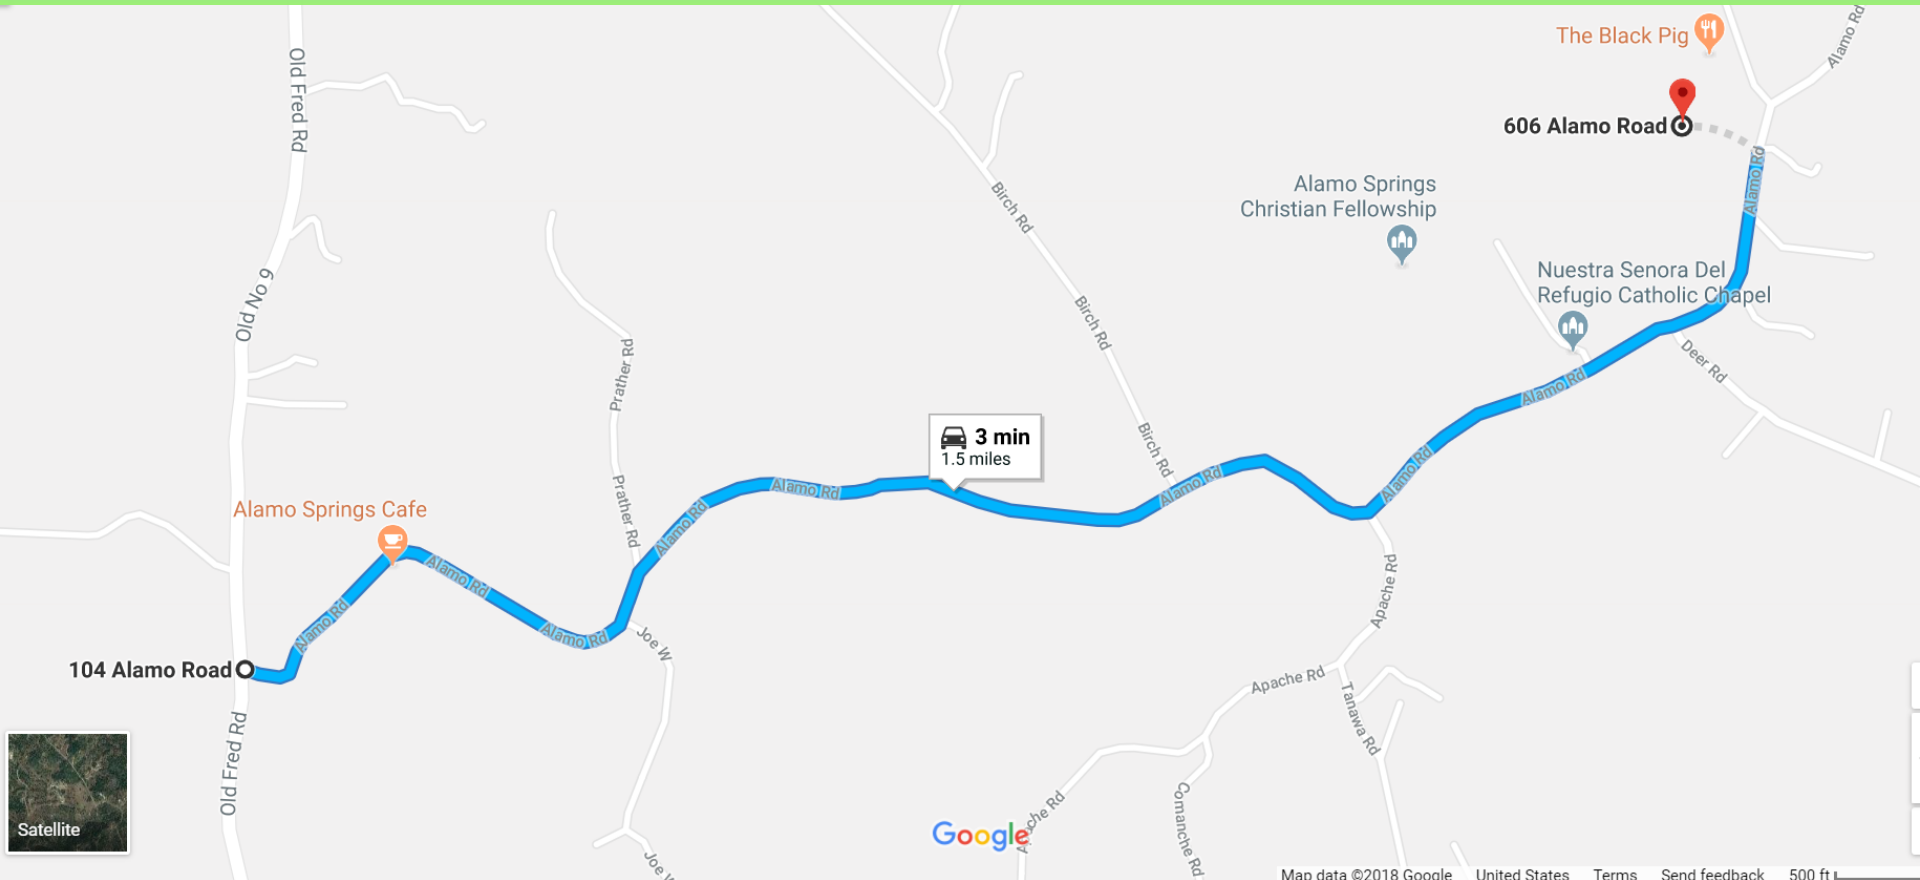 The Black Pig
Alamo Rd
Old Fred Rd
606 Alamo Road
Alamo Rd
Alamo Springs
Christian Fellowship
Birch Rd
Old No 9
Nuestra Senora Del
Refugio Catholic Chapel
Birch Rd
Prather Rd
Deer Rd
Alamo Rd
3 min
1.5 miles
Birch Rd
Alamo Rd
Alamo Rd
Alamo Rd
Prather Rd
Alamo Springs Cafe
Alamo Rd
Alamo Rd
Apache Rd
Alamo Rd
Alamo Rd
Joe W
104 Alamo Road
Apache Rd
Tanawa Rd
Old Fred Rd
Satellite
Google
Apache Rd
Comanche Rd
Joe W
Map data ©2018 Google United States Terms Send feedback 500 ft